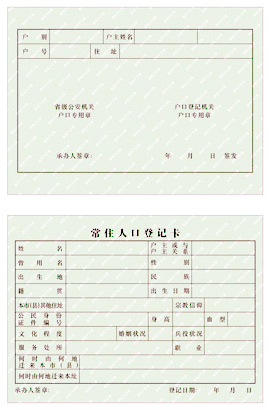 户 别 户主姓名
户 号 住 址
省级公安机关 户口登记机关
户口专用章 户口专用章
承办人签章: 年 月 日 签发
常住人口登记卡
姓 名 户主或与户主关系
曾用名 性 别
出生地 民 族
籍 贯 出生日期
本市(县)其他住址 宗教信仰
公民身份证件编号 身高 血型
文化程度 婚姻状况 兵役状况
服务处所 职 业
何时由何地迁来本市(县)
何时由何地迁来本址
承办人签章: 登记日期: 年 月 日